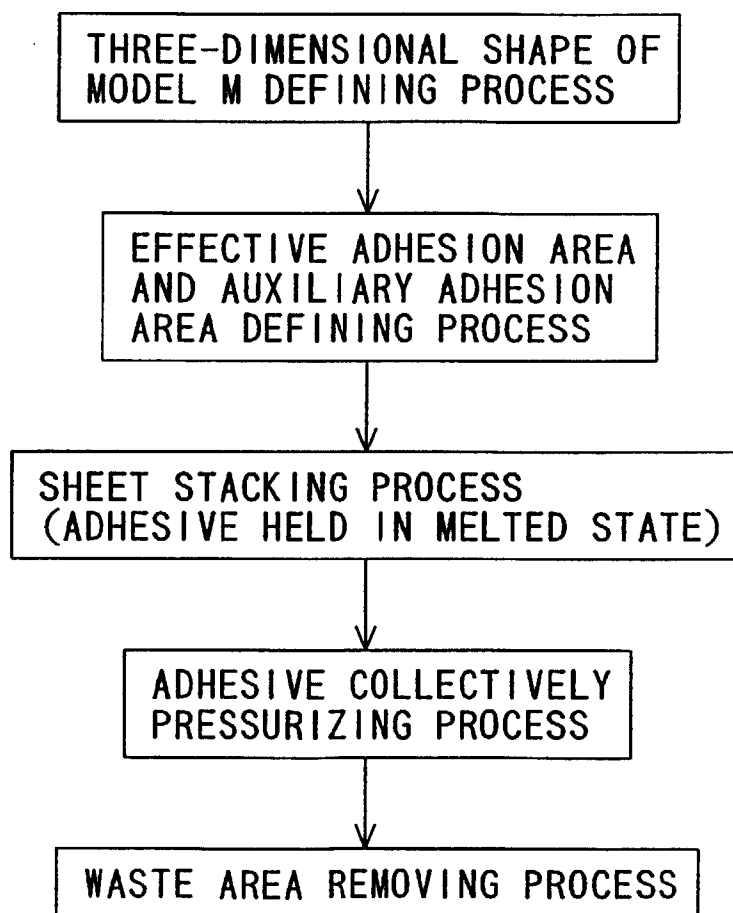 THREE-DIMENSIONAL SHAPE OF
MODEL M DEFINING PROCESS
EFFECTIVE ADHESION AREA
AND AUXILIARY ADHESION
AREA DEFINING PROCESS
SHEET STACKING PROCESS
(ADHESIVE HELD IN MELTED STATE)
ADHESIVE COLLECTIVELY
PRESSURIZING PROCESS
WASTE AREA REMOVING PROCESS